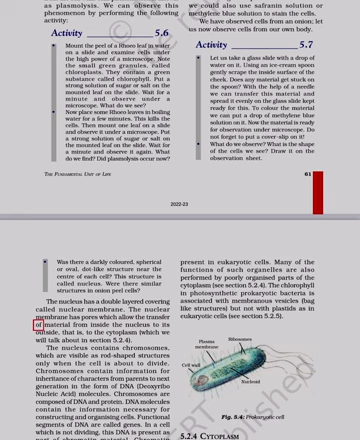 as plasmolysis. We can observe this
phenomenon by performing the following
activity:
Activity 5.6
Mount the peel of a Rhoeo leaf in water
on a slide and examine cells under
the high power of a microscope. Note
the small green granules, called
chloroplasts. They contain a green
substance called chlorophyll. Put a
strong solution of sugar or salt on the
mounted leaf on the slide. Wait for a
minute and observe under a
microscope. What do we see?
Now place some Rhoeo leaves in boiling
water for a few minutes. This kills the
cells. Then mount one leaf on a slide
and observe it under a microscope. Put
a strong solution of sugar or salt on
the mounted leaf on the slide. Wait for
a minute and observe it again. What
do we find? Did plasmolysis occur now?
we could also use safranin solution or
methylene blue solution to stain the cells.
We have observed cells from an onion; let
us now observe cells from our own body.
Activity 5.7
Let us take a glass slide with a drop of
water on it. Using an ice-cream spoon
gently scrape the inside surface of the
cheek. Does any material get stuck on
the spoon? With the help of a needle
we can transfer this material and
spread it evenly on the glass slide kept
ready for this. To colour the material
we can put a drop of methylene blue
solution on it. Now the material is ready
for observation under microscope. Do
not forget to put a cover-slip on it!
What do we observe? What is the shape
of the cells we see? Draw it on the
observation sheet.
THE FUNDAMENTAL UNIT OF LIFE
61
2022-23
Was there a darkly coloured, spherical
or oval, dot-like structure near the
centre of each cell? This structure is
called nucleus. Were there similar
structures in onion peel cells?
The nucleus has a double layered covering
called nuclear membrane. The nuclear
membrane has pores which allow the transfer
of material from inside the nucleus to its
outside, that is, to the cytoplasm (which we
will talk about in section 5.2.4).
The nucleus contains chromosomes,
which are visible as rod-shaped structures
only when the cell is about to divide.
Chromosomes contain information for
inheritance of characters from parents to next
generation in the form of DNA (Deoxyribo
Nucleic Acid) molecules. Chromosomes are
composed of DNA and protein. DNA molecules
contain the information necessary for
constructing and organising cells. Functional
segments of DNA are called genes. In a cell
which is not dividing, this DNA is present as
part of chromatin material. Chromatin
present in eukaryotic cells. Many of the
functions of such organelles are also
performed by poorly organised parts of the
cytoplasm (see section 5.2.4). The chlorophyll
in photosynthetic prokaryotic bacteria is
associated with membranous vesicles (bag
like structures) but not with plastids as in
eukaryotic cells (see section 5.2.5).
Ribosomes
Plasma
membrane
Cell wall
Nucleoid
Fig. 5.4: Prokaryotic cell
5.2.4 CYTOPLASM